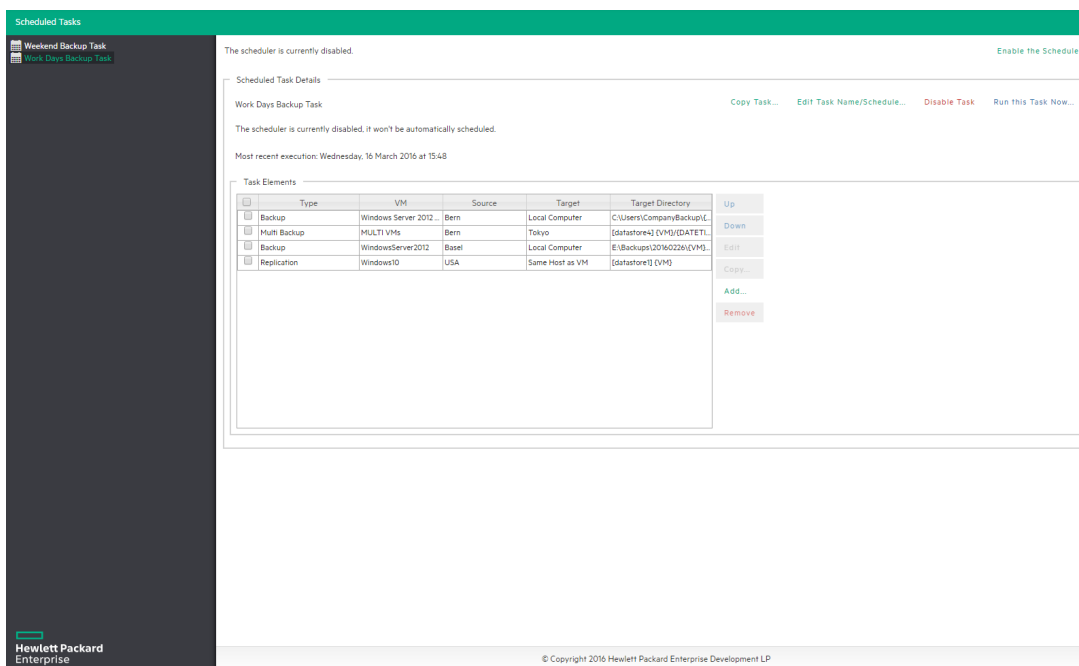 Scheduled Tasks
Weekend Backup Task
Work Days Backup Task
The scheduler is currently disabled.
Enable the Schedule
Scheduled Task Details
Work Days Backup Task
Copy Task...
Edit Task Name/Schedule...
Disable Task
Run this Task Now...
The scheduler is currently disabled, it won't be automatically scheduled.
Most recent execution: Wednesday, 16 March 2016 at 15:48
Task Elements
Type VM Source Target Target Directory
Backup Windows Server 2012 ... Bern Local Computer C:\Users\CompanyBackup\{...
Multi Backup MULTI VMs Bern Tokyo [datastore4] {VM}/{DATETI...
Backup WindowsServer2012 Basel Local Computer E:\Backups\20160226\{VM}...
Replication Windows10 USA Same Host as VM [datastore1] {VM}
Up
Down
Edit
Copy...
Add...
Remove
Hewlett Packard
Enterprise
© Copyright 2016 Hewlett Packard Enterprise Development LP